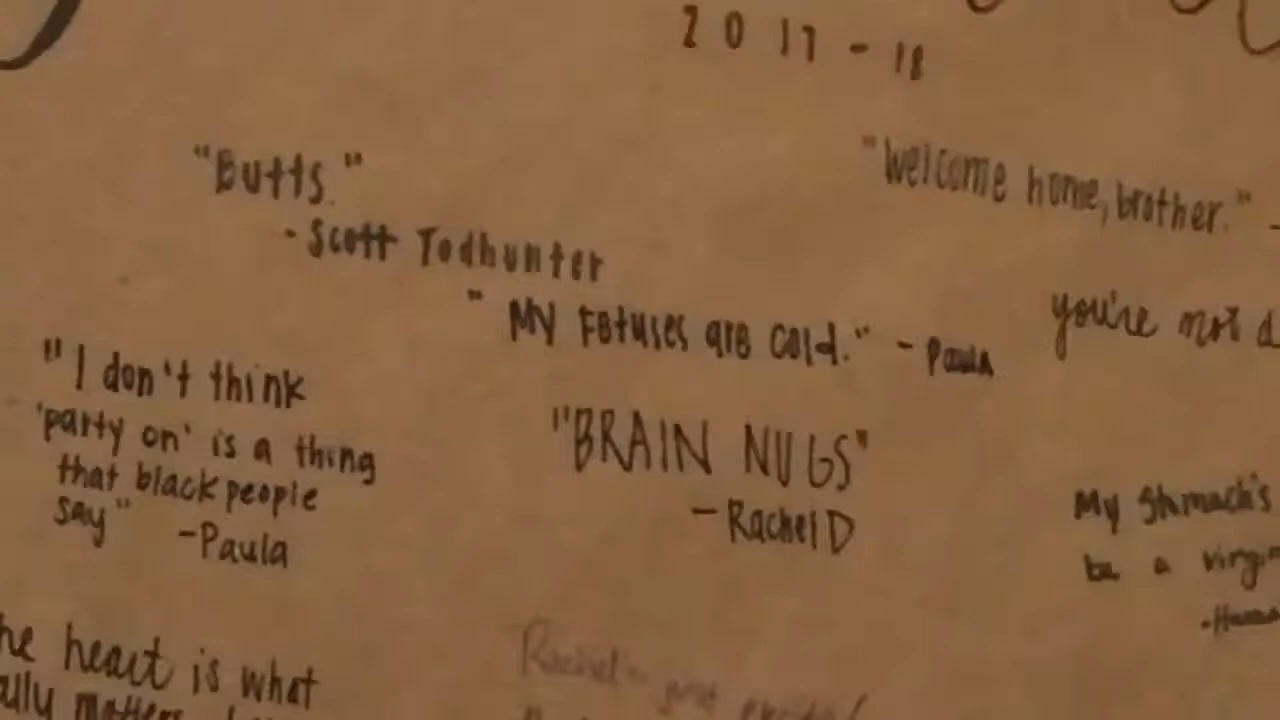 2017-18
"Butts."
- Scott Todhunter
"Welcome home, brother." -
"My Fetuses are cold." - Paula
you're not
"I don't think
'party on' is a thing
that black people
say" -Paula
"BRAIN NUGS"
- Rachel D
My Stomach's
be a
heart is what
Rachel